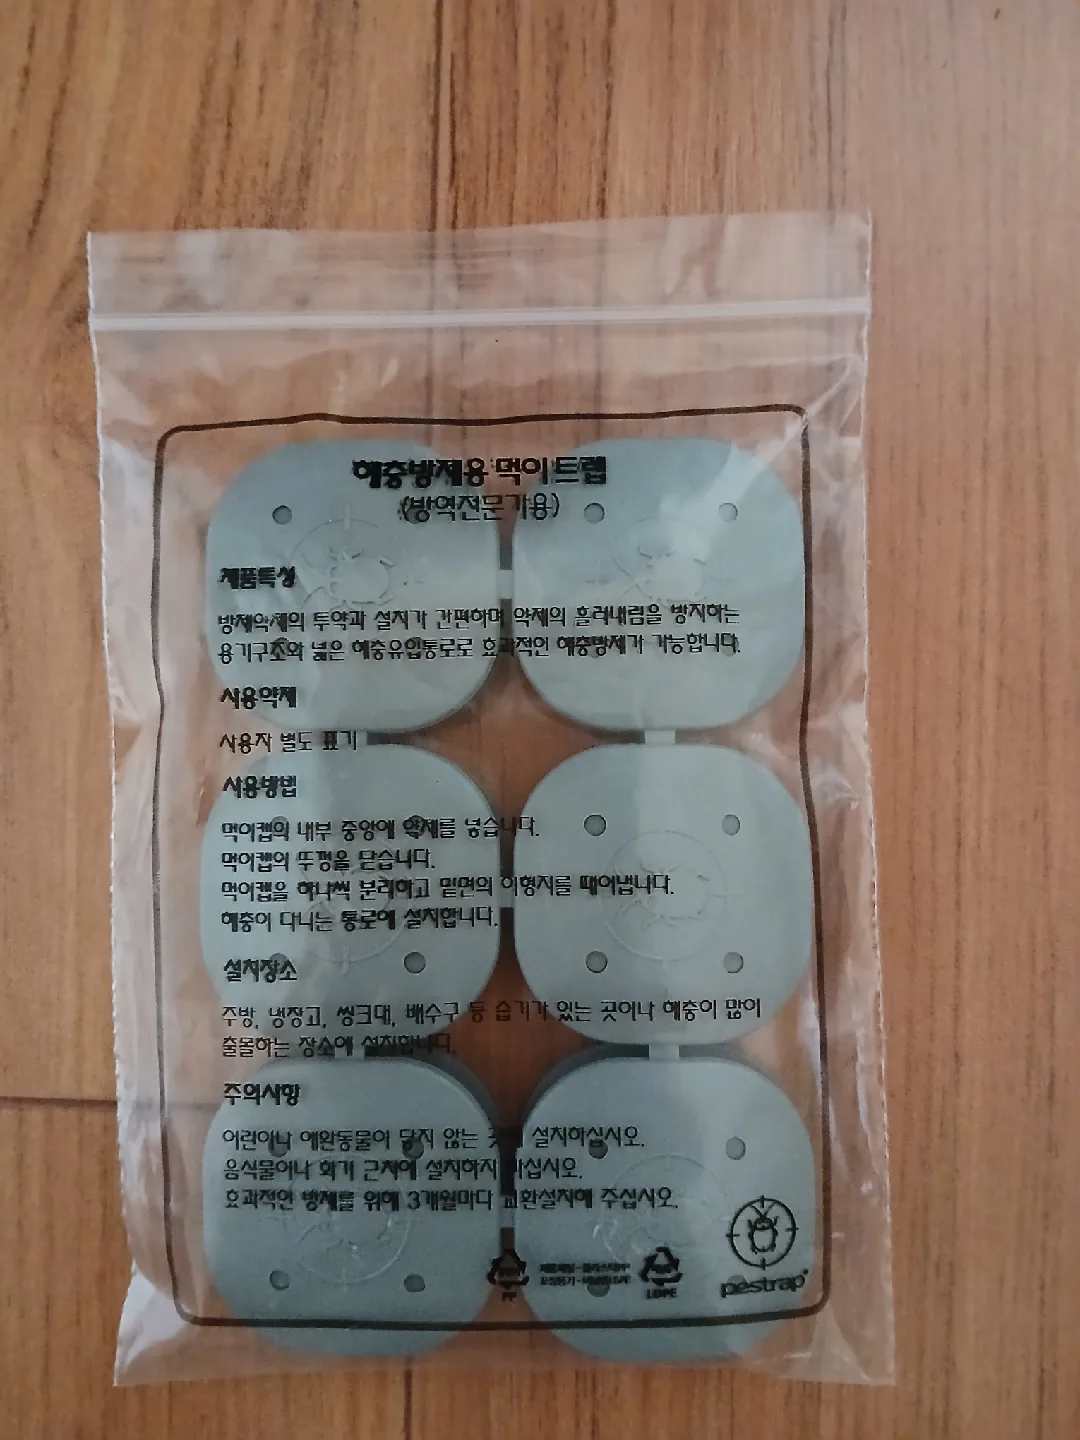 해충방제용 먹이트랩
(방역전문가용)
제품특성
방제약제의 투약과 설치가 간편하며 약제의 흘러내림을 방지하는
용기구조와 넓은 해충유입통로로 효과적인 해충방제가 가능합니다.
사용약제
사용자 별도 표기
사용방법
먹이캡의 내부 중앙에 약제를 넣습니다.
먹이캡의 뚜껑을 닫습니다.
먹이캡을 하나씩 분리하고 밑면의 이형지를 떼어냅니다.
해충이 다니는 통로에 설치합니다.
설치장소
주방, 냉장고, 씽크대, 배수구 등 습기가 있는 곳이나 해충이 많이
출몰하는 장소에 설치합니다.
주의사항
어린이나 애완동물이 닿지 않는 곳에 설치하십시오.
음식물이나 화기 근처에 설치하지 마십시오.
효과적인 방제를 위해 3개월마다 교환설치해 주십시오.
PP
LDPE
pestrap